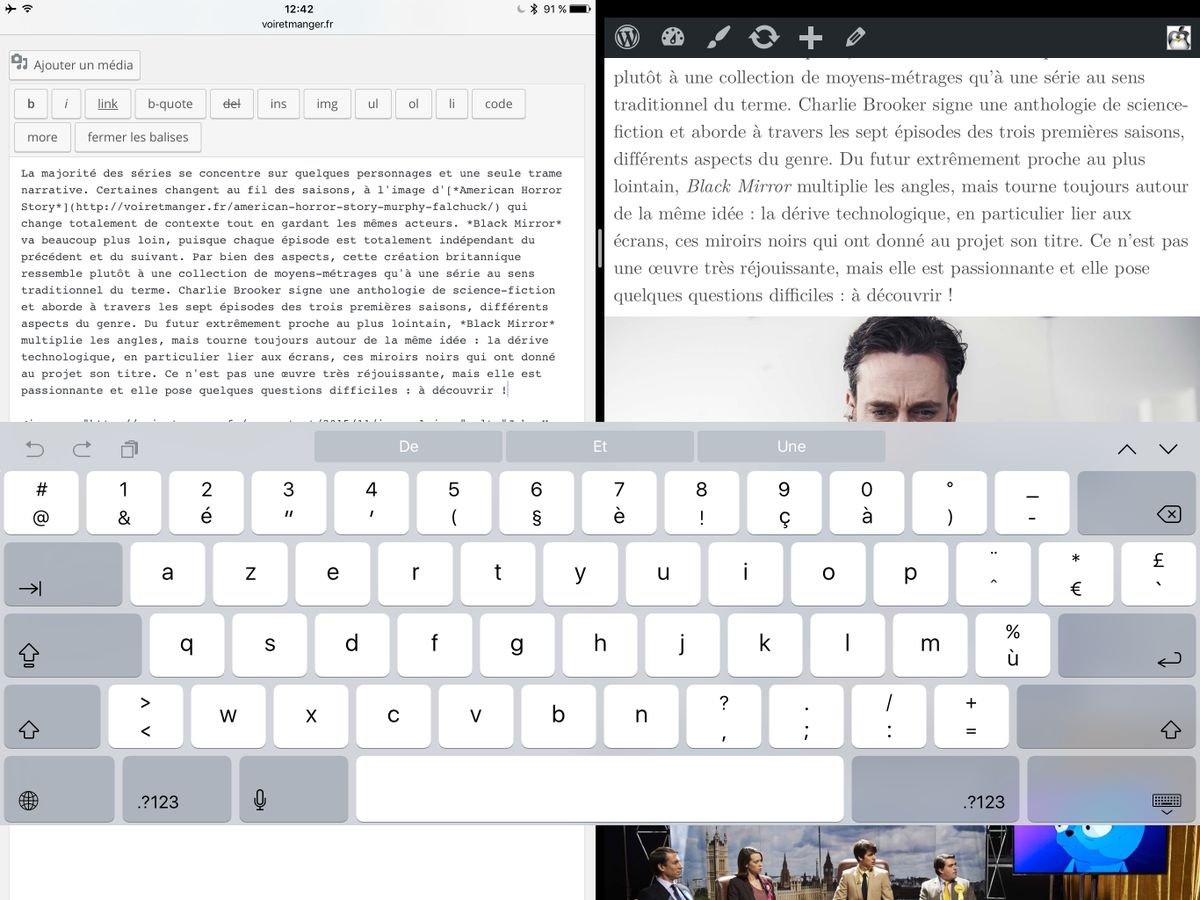 12:42
91 %
voiretmanger.fr
Ajouter un média
b
i
link
b-quote
del
ins
img
ul
ol
li
code
more
fermer les balises
La majorité des séries se concentre sur quelques personnages et une seule trame
narrative. Certaines changent au fil des saisons, à l'image d'[*American Horror
Story*](http://voiretmanger.fr/american-horror-story-murphy-falchuck/) qui
change totalement de contexte tout en gardant les mêmes acteurs. *Black Mirror*
va beaucoup plus loin, puisque chaque épisode est totalement indépendant du
précédent et du suivant. Par bien des aspects, cette création britannique
ressemble plutôt à une collection de moyens-métrages qu'à une série au sens
traditionnel du terme. Charlie Brooker signe une anthologie de science-fiction
et aborde à travers les sept épisodes des trois premières saisons, différents
aspects du genre. Du futur extrêmement proche au plus lointain, *Black Mirror*
multiplie les angles, mais tourne toujours autour de la même idée : la dérive
technologique, en particulier lier aux écrans, ces miroirs noirs qui ont donné
au projet son titre. Ce n'est pas une œuvre très réjouissante, mais elle est
passionnante et elle pose quelques questions difficiles : à découvrir !
plutôt à une collection de moyens-métrages qu'à une série au sens
traditionnel du terme. Charlie Brooker signe une anthologie de science-
fiction et aborde à travers les sept épisodes des trois premières saisons,
différents aspects du genre. Du futur extrêmement proche au plus
lointain, Black Mirror multiplie les angles, mais tourne toujours autour
de la même idée : la dérive technologique, en particulier lier aux
écrans, ces miroirs noirs qui ont donné au projet son titre. Ce n'est pas
une œuvre très réjouissante, mais elle est passionnante et elle pose
quelques questions difficiles : à découvrir !
De Et Une
# 1 2 3 4 5 6 7 8 9 0 ° _
@ & é " ' ( § è ! ç à ) -
a z e r t y u i o p ¨ * £
^ € `
q s d f g h j k l m %
ù
> w x c v b n ? . / +
< , ; : =
.?123 .?123